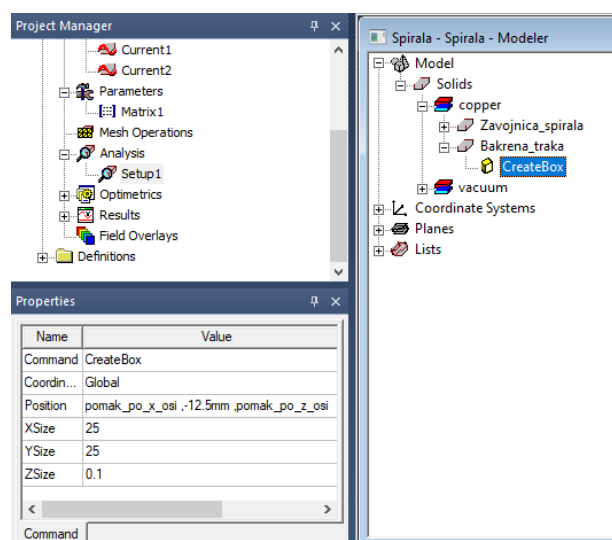 Project Manager
Current1
Current2
Parameters
Matrix1
Mesh Operations
Analysis
Setup1
Optimetrics
Results
Field Overlays
Definitions
Properties
Name Value
Command CreateBox
Coordin... Global
Position pomak_po_x_osi ,-12.5mm ,pomak_po_z_osi
XSize 25
YSize 25
ZSize 0.1
Command
Spirala - Spirala - Modeler
Model
Solids
copper
Zavojnica_spirala
Bakrena_traka
CreateBox
vacuum
Coordinate Systems
Planes
Lists